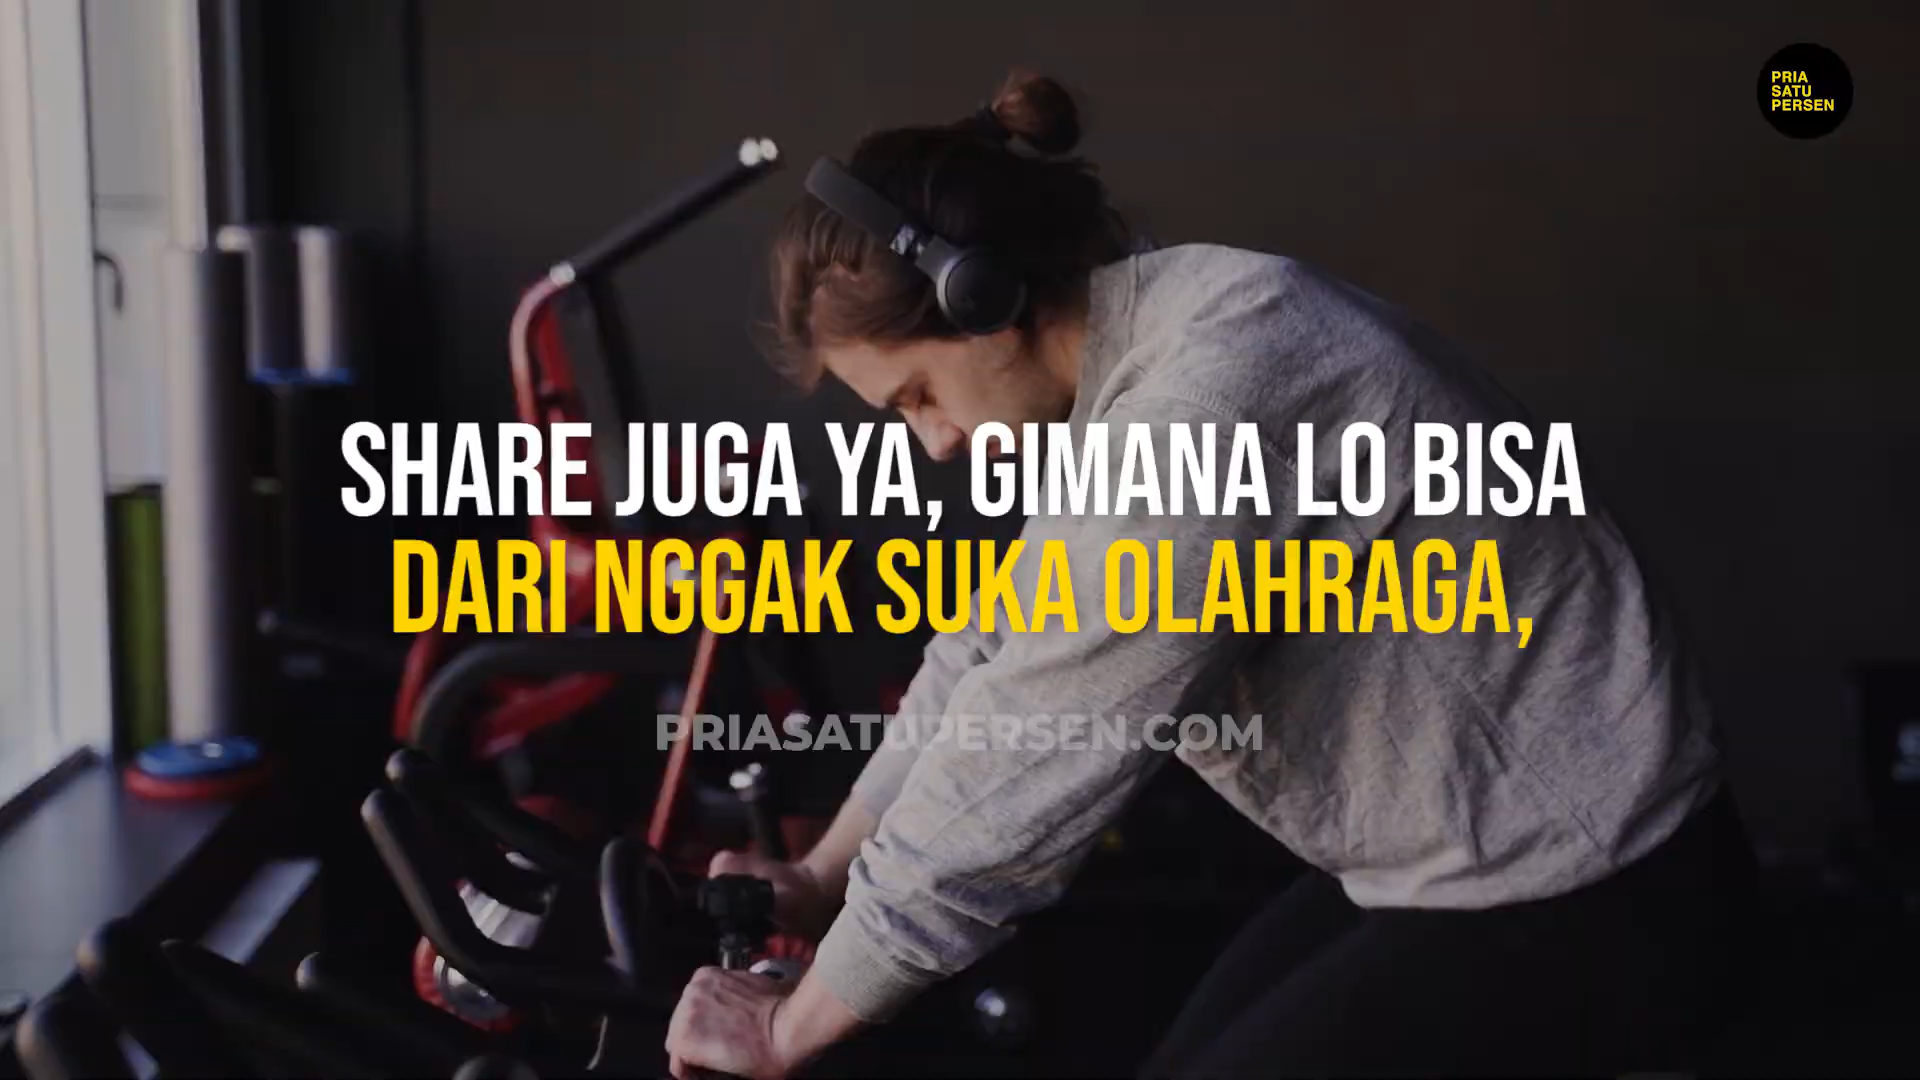 PRIA
SATU
PERSEN
SHARE JUGA YA, GIMANA LO BISA
DARI NGGAK SUKA OLAHRAGA,
PRIASATUPERSEN.COM